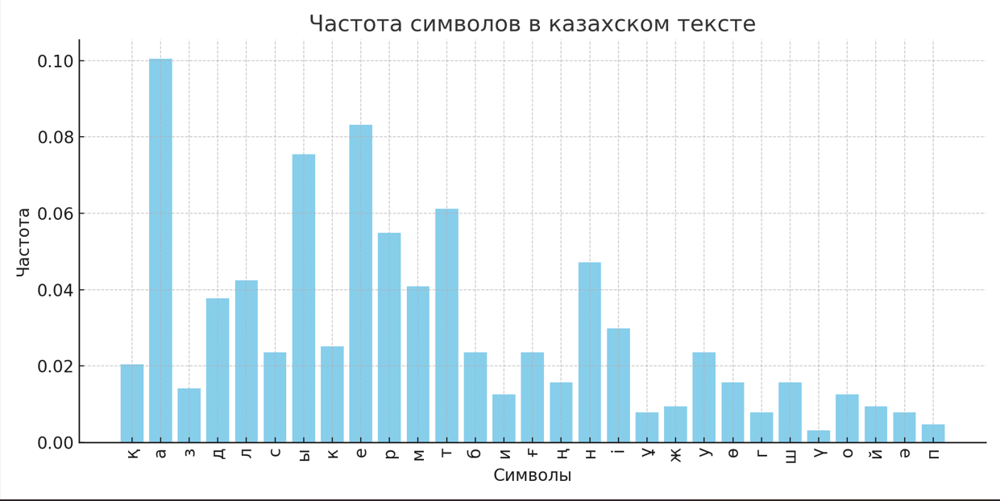 Частота символов в казахском тексте
0.10
0.08
0.06
0.04
0.02
0.00
Частота
қ а з д л с ы к е р м т б и ғ ң н і ұ ж у ө г ш ү о й ә п
Символы